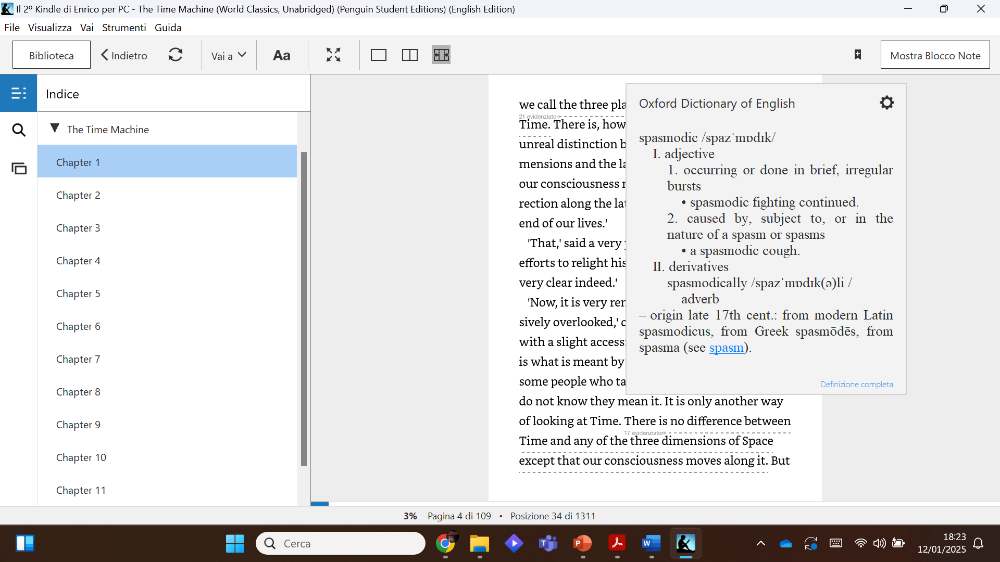 Il 2º Kindle di Enrico per PC - The Time Machine (World Classics, Unabridged) (Penguin Student Editions) (English Edition)
File Visualizza Vai Strumenti Guida
Biblioteca Indietro Vai a Aa Mostra Blocco Note
Indice
The Time Machine
Chapter 1
Chapter 2
Chapter 3
Chapter 4
Chapter 5
Chapter 6
Chapter 7
Chapter 8
Chapter 9
Chapter 10
Chapter 11
we call the three pla
21 evidenziatori
Time. There is, how
unreal distinction b
mensions and the la
our consciousness
rection along the la
end of our lives.'
'That,' said a very
efforts to relight his
very clear indeed.'
'Now, it is very re
sively overlooked,' c
with a slight access
is what is meant by
some people who ta
do not know they mean it. It is only another way
of looking at Time. There is no difference between
17 evidenziatori
Time and any of the three dimensions of Space
except that our consciousness moves along it. But
Oxford Dictionary of English
spasmodic /spazˈmɒdɪk/
I. adjective
1. occurring or done in brief, irregular
bursts
• spasmodic fighting continued.
2. caused by, subject to, or in the
nature of a spasm or spasms
• a spasmodic cough.
II. derivatives
spasmodically /spazˈmɒdɪk(ə)li /
adverb
– origin late 17th cent.: from modern Latin
spasmodicus, from Greek spasmōdēs, from
spasma (see spasm).
Definizione completa
3% Pagina 4 di 109 • Posizione 34 di 1311
Cerca
18:23
12/01/2025